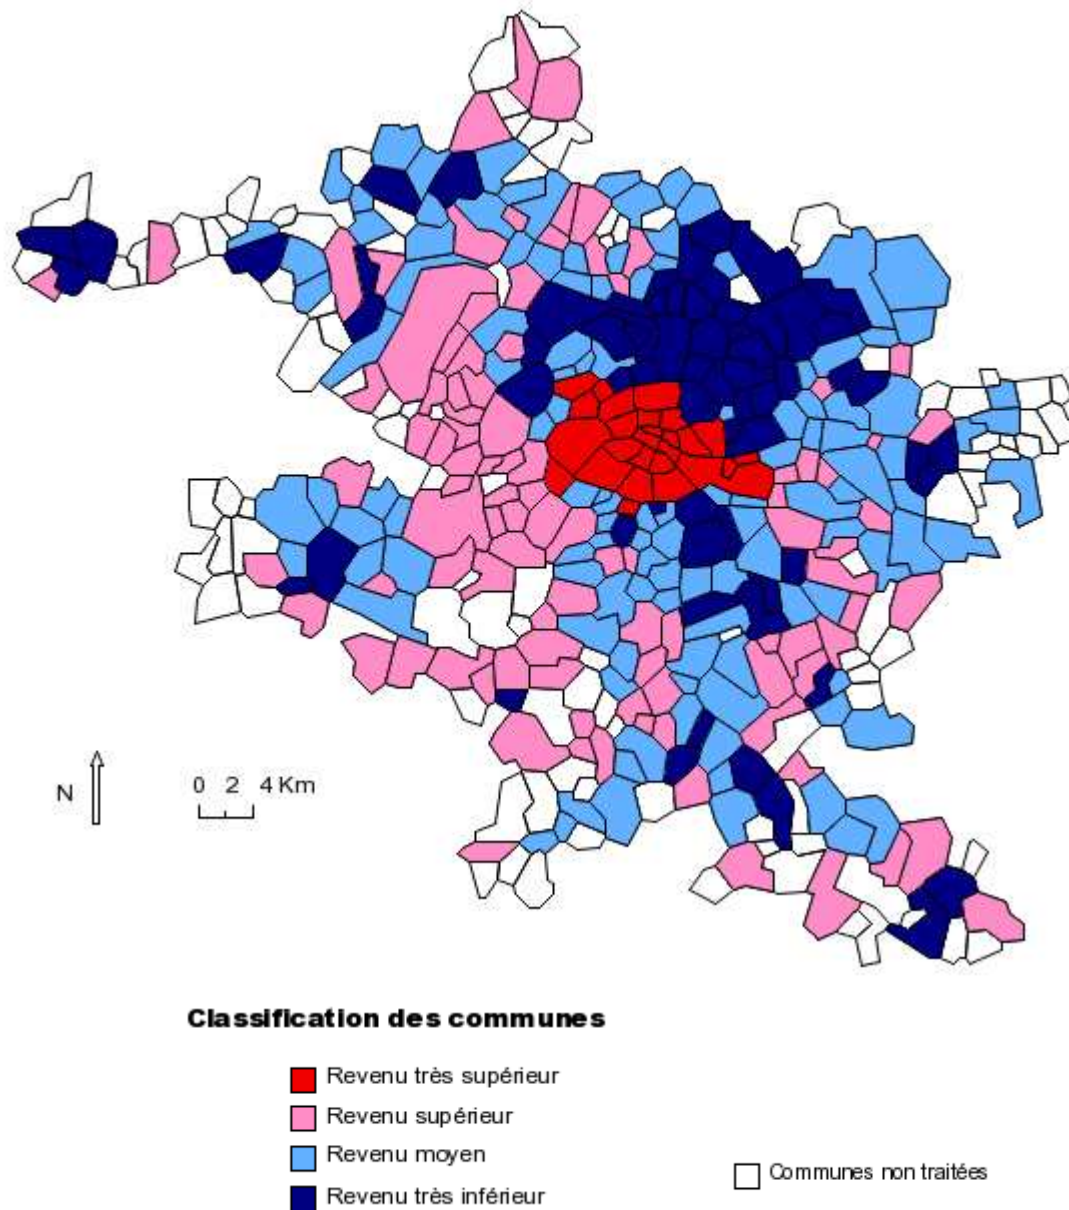 N
0 2 4 Km
Classification des communes
Revenu très supérieur
Revenu supérieur
Revenu moyen
Revenu très inférieur
Communes non traitées